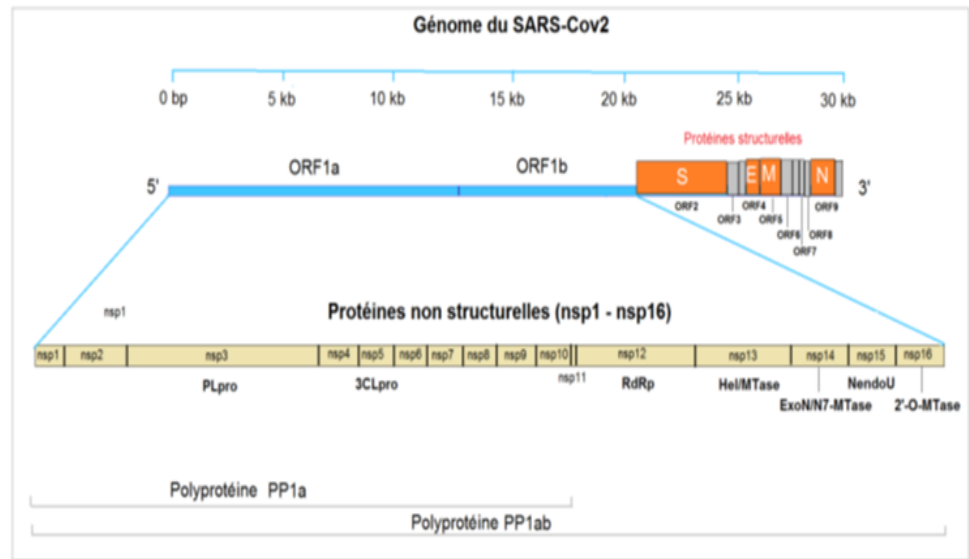 Génome du SARS-Cov2
0 bp 5 kb 10 kb 15 kb 20 kb 25 kb 30 kb
Protéines structurelles
ORF1a ORF1b
5' S E M N 3'
ORF2 ORF4 ORF9
ORF3 ORF5
ORF6 ORF8
ORF7
nsp1
Protéines non structurelles (nsp1 - nsp16)
nsp1 nsp2 nsp3 nsp4 nsp5 nsp6 nsp7 nsp8 nsp9 nsp10 nsp12 nsp13 nsp14 nsp15 nsp16
nsp11
PLpro 3CLpro RdRp Hel/MTase NendoU
ExoN/N7-MTase 2'-O-MTase
Polyprotéine PP1a
Polyprotéine PP1ab